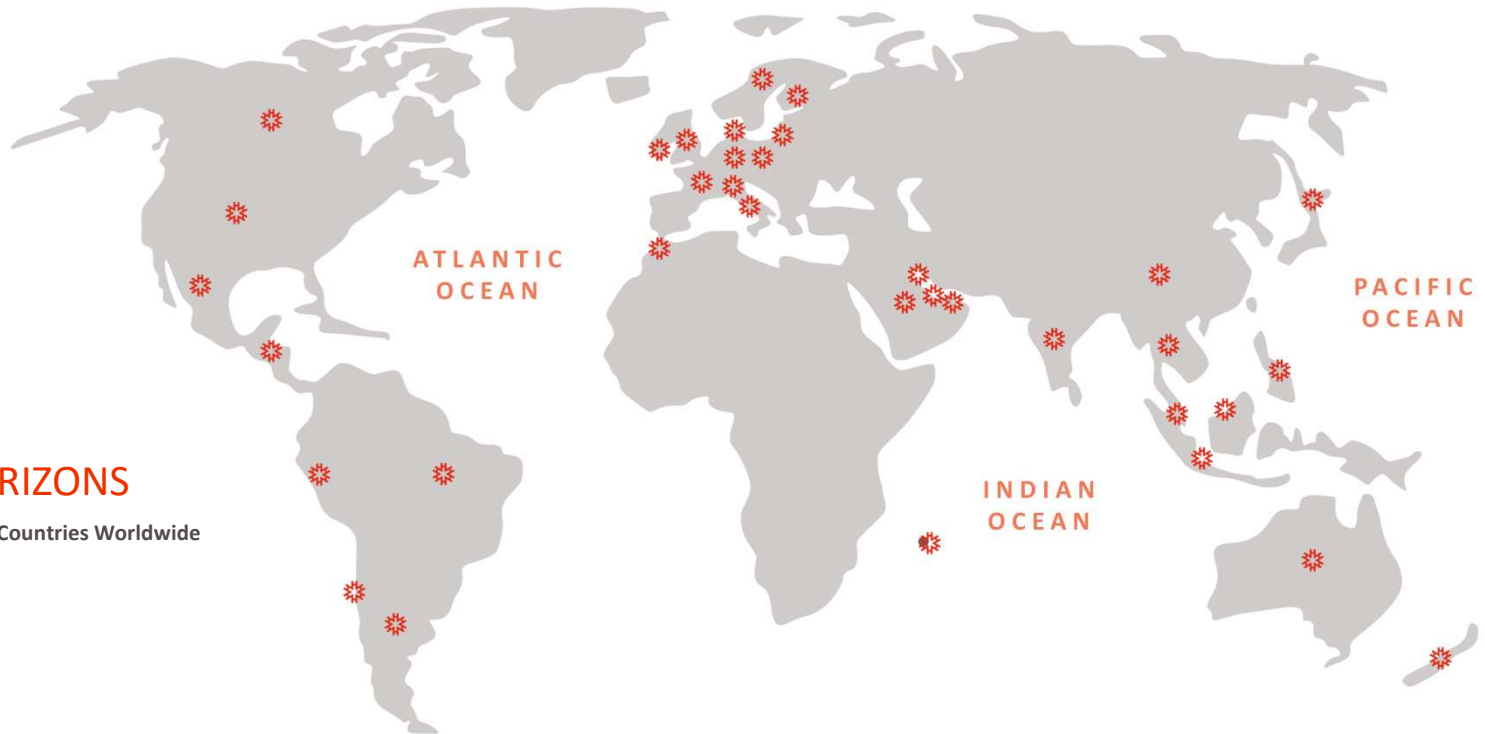 ATLANTIC
OCEAN
PACIFIC
OCEAN
RIZONS
INDIAN
OCEAN
Countries Worldwide